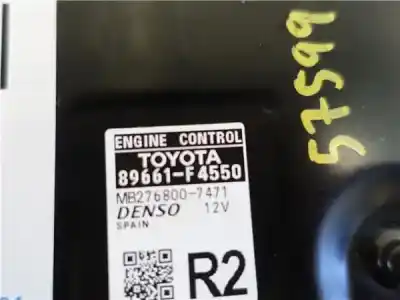 57599
ENGINE CONTROL
TOYOTA
89661-F4550
MB276800-7471
DENSO 12V
SPAIN
R2